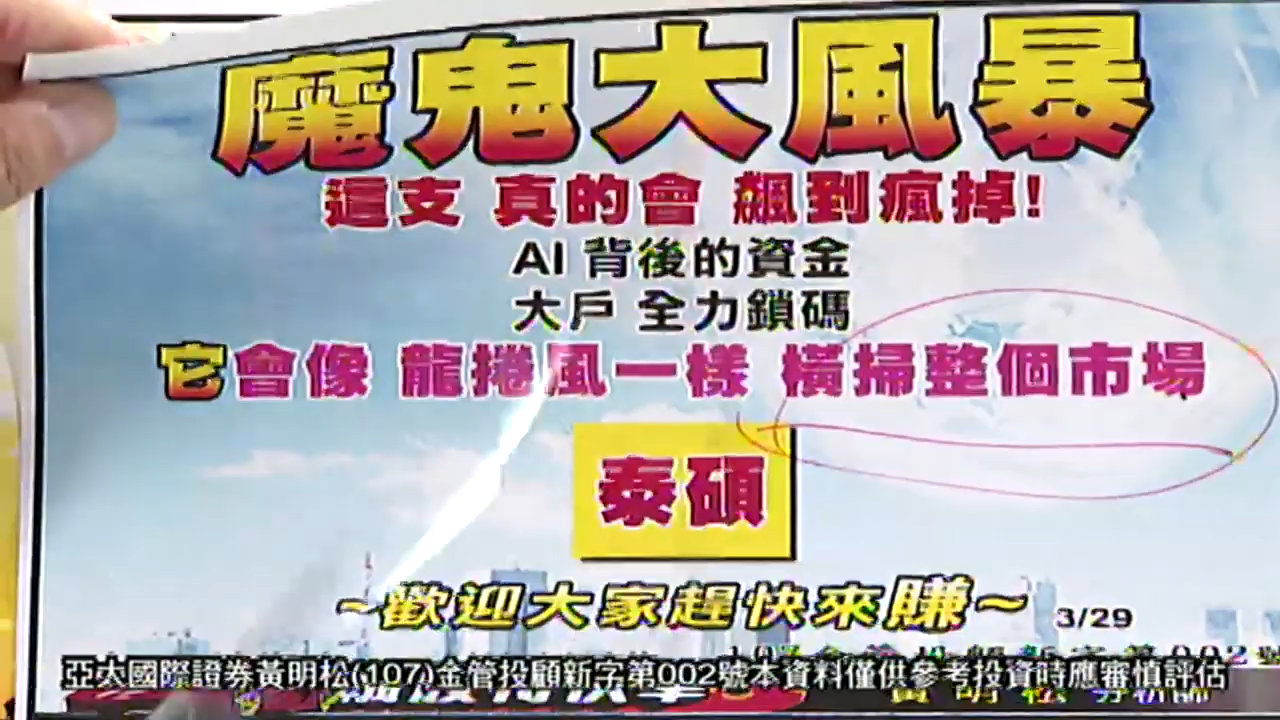 魔鬼大風暴
這支 真的會 飆到瘋掉!
AI 背後的資金
大戶 全力鎖碼
它會像 龍捲風一樣 橫掃整個市場
泰碩
~歡迎大家趕快來賺~
3/29
亞太國際證券黃明松(107)金管投顧新字第002號本資料僅供參考投資時應審慎評估